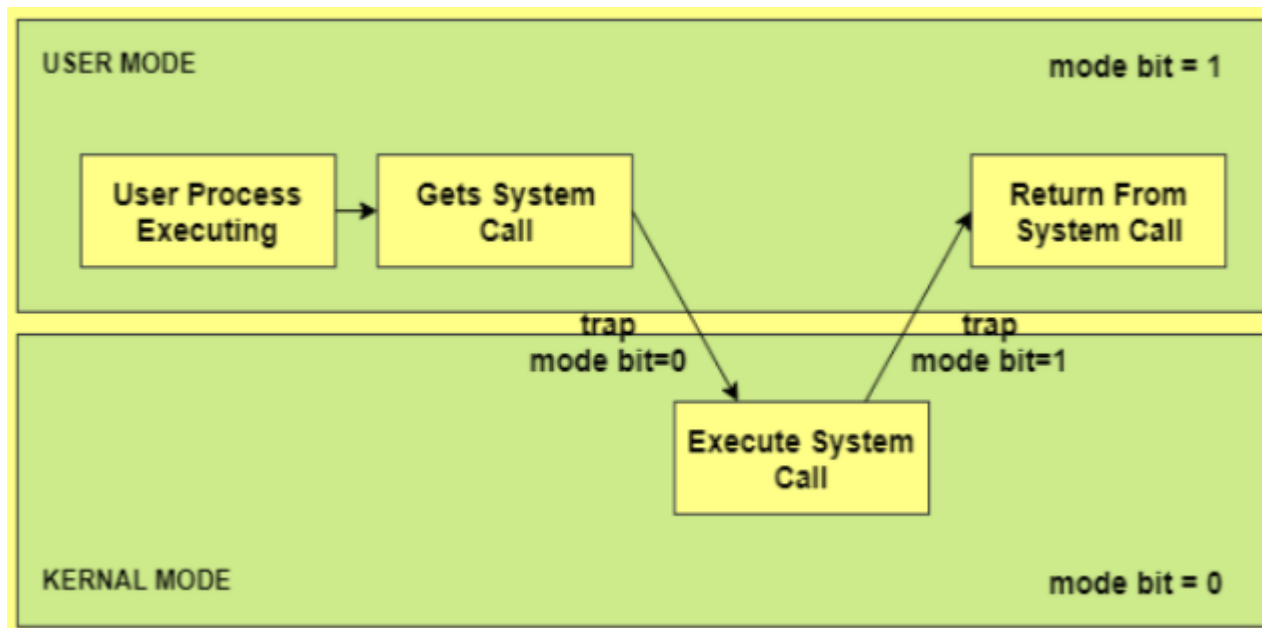 USER MODE
mode bit = 1
User Process
Executing
Gets System
Call
Return From
System Call
trap
mode bit=0
trap
mode bit=1
Execute System
Call
KERNAL MODE
mode bit = 0